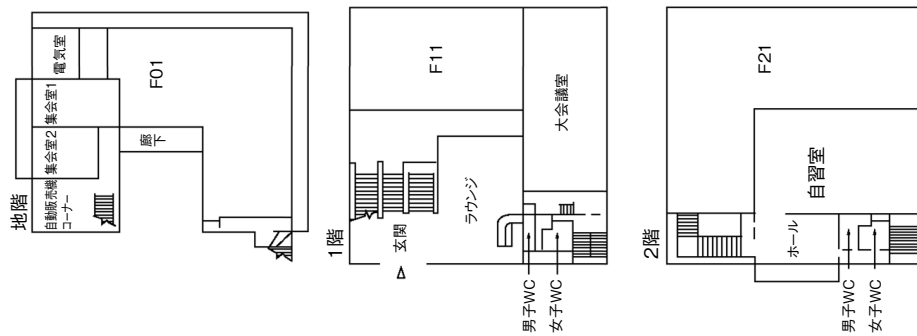 地階
自動販売機
コーナー
集会室2
集会室1
電気室
廊下
F01
1階
玄関
ラウンジ
F11
大会議室
男子WC
女子WC
2階
ホール
自習室
F21
男子WC
女子WC